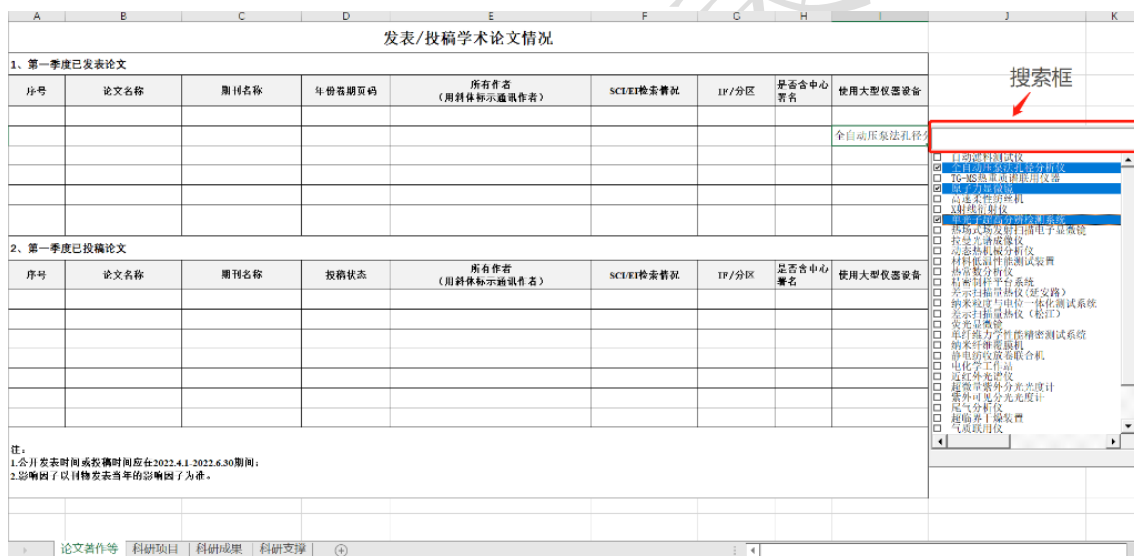 A B C D E F G H I J K
发表/投稿学术论文情况
1、第一季度已发表论文
序号 论文名称 期刊名称 年份卷期页码 所有作者 SCI/EI检索情况 IF/分区 是否含中心 使用大型仪器设备
(用斜体标示通讯作者) 署名
搜索框
全自动压汞法孔径分
自动涂料测试仪
全自动压汞法孔径分析仪
TG-MS热重质谱联用仪器
原子力显微镜
高速柔性纺丝机
X射线衍射仪
单光子超高分辨检测系统
热场式场发射扫描电子显微镜
拉曼光谱成像仪
动态热机械分析仪
材料低温性能测试装置
热常数分析仪
精密制样平台系统
差示扫描量热仪(延安路)
纳米粒度与电位一体化测试系统
差示扫描量热仪(松江)
荧光显微镜
单纤维力学性能精密测试系统
纳米纤维覆膜机
静电纺收放卷联合机
电化学工作站
近红外光谱仪
超微量紫外分光光度计
紫外可见分光光度计
尾气分析仪
超临界干燥装置
气质联用仪
2、第一季度已投稿论文
序号 论文名称 期刊名称 投稿状态 所有作者 SCI/EI检索情况 IF/分区 是否含中心 使用大型仪器设备
(用斜体标示通讯作者) 署名
注:
1.公开发表时间或投稿时间应在2022.4.1-2022.6.30期间;
2.影响因子以刊物发表当年的影响因子为准。
论文著作等 科研项目 科研成果 科研支撑